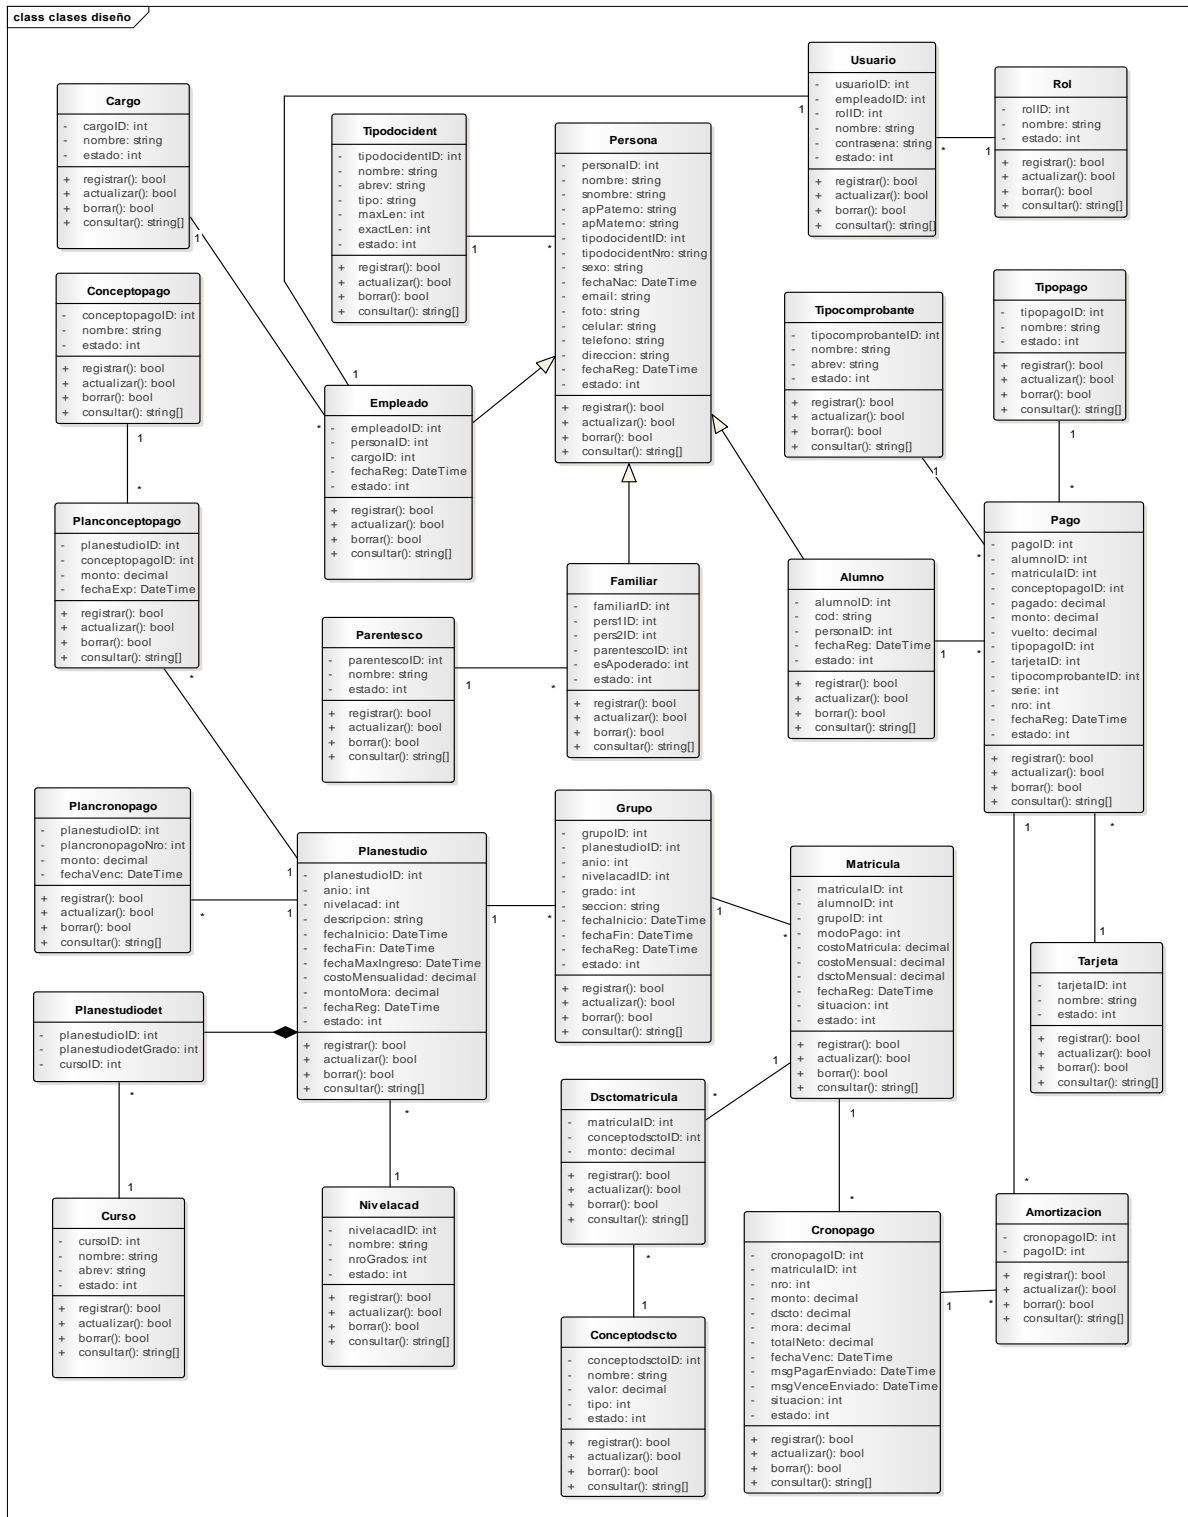 class clases diseño
Cargo
- cargoID: int
- nombre: string
- estado: int
+ registrar(): bool
+ actualizar(): bool
+ borrar(): bool
+ consultar(): string[]
1
Tipodocident
- tipodocidentID: int
- nombre: string
- abrev: string
- tipo: string
- maxLen: int
- exactLen: int
- estado: int
+ registrar(): bool
+ actualizar(): bool
+ borrar(): bool
+ consultar(): string[]
1
*
Persona
- personaID: int
- nombre: string
- snombre: string
- apPaterno: string
- apMaterno: string
- tipodocidentID: int
- tipodocidentNro: string
- sexo: string
- fechaNac: DateTime
- email: string
- foto: string
- celular: string
- telefono: string
- direccion: string
- fechaReg: DateTime
- estado: int
+ registrar(): bool
+ actualizar(): bool
+ borrar(): bool
+ consultar(): string[]
Usuario
- usuarioID: int
- empleadoID: int
- rolID: int
- nombre: string
- contrasena: string
- estado: int
+ registrar(): bool
+ actualizar(): bool
+ borrar(): bool
+ consultar(): string[]
1
*
1
Rol
- rolID: int
- nombre: string
- estado: int
+ registrar(): bool
+ actualizar(): bool
+ borrar(): bool
+ consultar(): string[]
Conceptopago
- conceptopagoID: int
- nombre: string
- estado: int
+ registrar(): bool
+ actualizar(): bool
+ borrar(): bool
+ consultar(): string[]
1
*
Empleado
- empleadoID: int
- personaID: int
- cargoID: int
- fechaReg: DateTime
- estado: int
+ registrar(): bool
+ actualizar(): bool
+ borrar(): bool
+ consultar(): string[]
1
*
Tipocomprobante
- tipocomprobanteID: int
- nombre: string
- abrev: string
- estado: int
+ registrar(): bool
+ actualizar(): bool
+ borrar(): bool
+ consultar(): string[]
1
*
Tipopago
- tipopagoID: int
- nombre: string
- estado: int
+ registrar(): bool
+ actualizar(): bool
+ borrar(): bool
+ consultar(): string[]
1
*
Planconceptopago
- planestudioID: int
- conceptopagoID: int
- monto: decimal
- fechaExp: DateTime
+ registrar(): bool
+ actualizar(): bool
+ borrar(): bool
+ consultar(): string[]
*
1
Parentesco
- parentescoID: int
- nombre: string
- estado: int
+ registrar(): bool
+ actualizar(): bool
+ borrar(): bool
+ consultar(): string[]
1
*
Familiar
- familiarID: int
- pers1ID: int
- pers2ID: int
- parentescoID: int
- esApoderado: int
- estado: int
+ registrar(): bool
+ actualizar(): bool
+ borrar(): bool
+ consultar(): string[]
Alumno
- alumnoID: int
- cod: string
- personaID: int
- fechaReg: DateTime
- estado: int
+ registrar(): bool
+ actualizar(): bool
+ borrar(): bool
+ consultar(): string[]
1
*
Pago
- pagoID: int
- alumnoID: int
- matriculaID: int
- conceptopagoID: int
- pagado: decimal
- monto: decimal
- vuelto: decimal
- tipopagoID: int
- tarjetaID: int
- tipocomprobanteID: int
- serie: int
- nro: int
- fechaReg: DateTime
- estado: int
+ registrar(): bool
+ actualizar(): bool
+ borrar(): bool
+ consultar(): string[]
1
*
Plancronopago
- planestudioID: int
- plancronopagoNro: int
- monto: decimal
- fechaVenc: DateTime
+ registrar(): bool
+ actualizar(): bool
+ borrar(): bool
+ consultar(): string[]
*
1
Planestudio
- planestudioID: int
- anio: int
- nivelacad: int
- descripcion: string
- fechaInicio: DateTime
- fechaFin: DateTime
- fechaMaxIngreso: DateTime
- costoMensualidad: decimal
- montoMora: decimal
- fechaReg: DateTime
- estado: int
+ registrar(): bool
+ actualizar(): bool
+ borrar(): bool
+ consultar(): string[]
1
*
Grupo
- grupoID: int
- planestudioID: int
- anio: int
- nivelacadID: int
- grado: int
- seccion: string
- fechaInicio: DateTime
- fechaFin: DateTime
- fechaReg: DateTime
- estado: int
+ registrar(): bool
+ actualizar(): bool
+ borrar(): bool
+ consultar(): string[]
1
*
Matricula
- matriculaID: int
- alumnoID: int
- grupoID: int
- modoPago: int
- costoMatricula: decimal
- costoMensual: decimal
- dsctoMensual: decimal
- fechaReg: DateTime
- situacion: int
- estado: int
+ registrar(): bool
+ actualizar(): bool
+ borrar(): bool
+ consultar(): string[]
1
1
*
1
Tarjeta
- tarjetaID: int
- nombre: string
- estado: int
+ registrar(): bool
+ actualizar(): bool
+ borrar(): bool
+ consultar(): string[]
Planestudiodet
- planestudioID: int
- planestudiodetGrado: int
- cursoID: int
*
1
*
1
Dsctomatricula
- matriculaID: int
- conceptodsctoID: int
- monto: decimal
+ registrar(): bool
+ actualizar(): bool
+ borrar(): bool
+ consultar(): string[]
*
*
1
Curso
- cursoID: int
- nombre: string
- abrev: string
- estado: int
+ registrar(): bool
+ actualizar(): bool
+ borrar(): bool
+ consultar(): string[]
Nivelacad
- nivelacadID: int
- nombre: string
- nroGrados: int
- estado: int
+ registrar(): bool
+ actualizar(): bool
+ borrar(): bool
+ consultar(): string[]
Conceptodscto
- conceptodsctoID: int
- nombre: string
- valor: decimal
- tipo: int
- estado: int
+ registrar(): bool
+ actualizar(): bool
+ borrar(): bool
+ consultar(): string[]
Cronopago
- cronopagoID: int
- matriculaID: int
- nro: int
- monto: decimal
- dscto: decimal
- mora: decimal
- totalNeto: decimal
- fechaVenc: DateTime
- msgPagarEnviado: DateTime
- msgVenceEnviado: DateTime
- situacion: int
- estado: int
+ registrar(): bool
+ actualizar(): bool
+ borrar(): bool
+ consultar(): string[]
1
*
*
Amortizacion
- cronopagoID: int
- pagoID: int
+ registrar(): bool
+ actualizar(): bool
+ borrar(): bool
+ consultar(): string[]